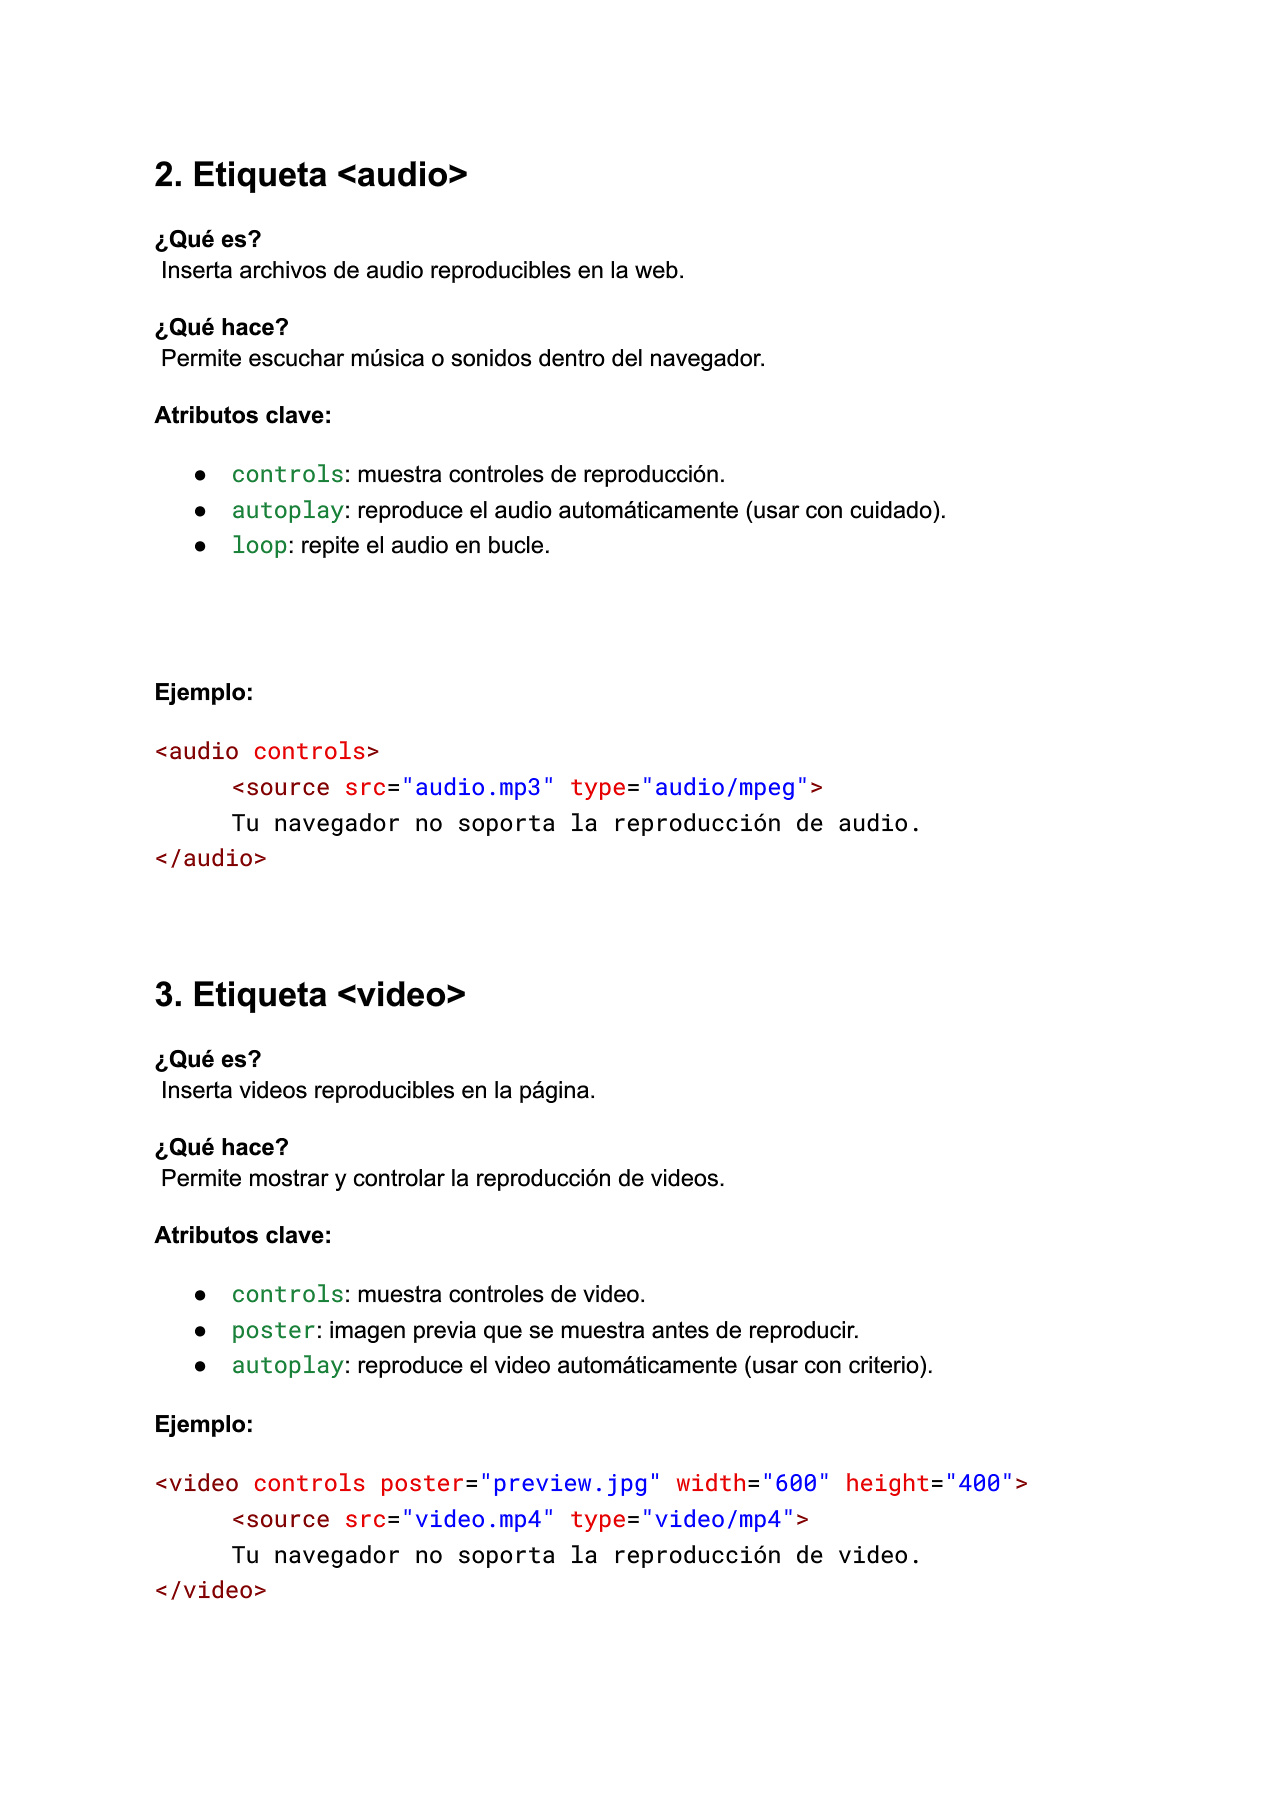 2. Etiqueta <audio>
¿Qué es?
Inserta archivos de audio reproducibles en la web.
¿Qué hace?
Permite escuchar música o sonidos dentro del navegador.
Atributos clave:
● controls: muestra controles de reproducción.
● autoplay: reproduce el audio automáticamente (usar con cuidado).
● loop: repite el audio en bucle.
Ejemplo:
<audio controls>
<source src="audio.mp3" type="audio/mpeg">
Tu navegador no soporta la reproducción de audio.
</audio>
3. Etiqueta <video>
¿Qué es?
Inserta videos reproducibles en la página.
¿Qué hace?
Permite mostrar y controlar la reproducción de videos.
Atributos clave:
● controls: muestra controles de video.
● poster: imagen previa que se muestra antes de reproducir.
● autoplay: reproduce el video automáticamente (usar con criterio).
Ejemplo:
<video controls poster="preview.jpg" width="600" height="400">
<source src="video.mp4" type="video/mp4">
Tu navegador no soporta la reproducción de video.
</video>